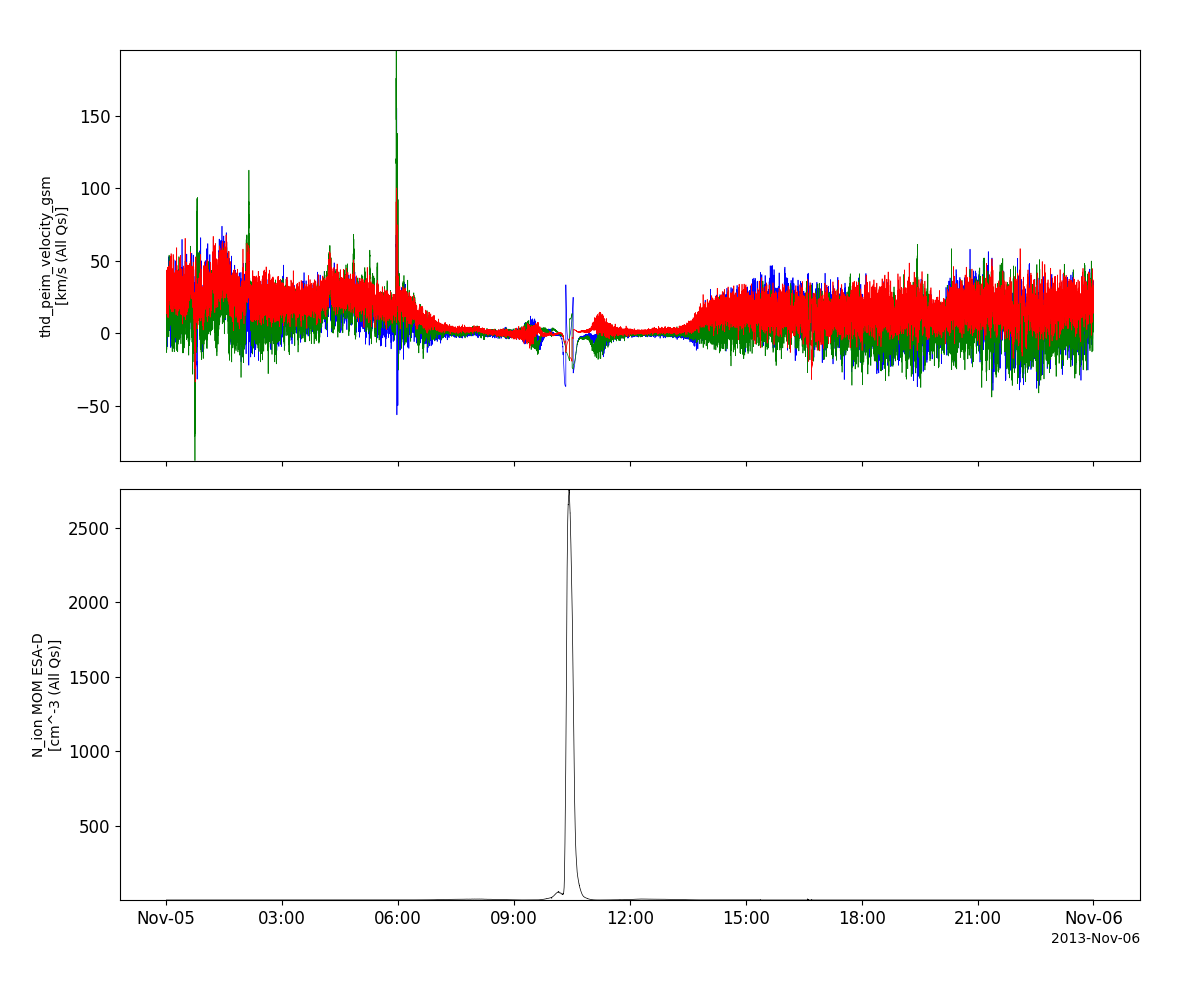 150
100
50
0
−50
thd_peim_velocity_gsm
[km/s (All Qs)]
2500
2000
1500
1000
500
N_ion MOM ESA-D
[cm^-3 (All Qs)]
Nov-05 03:00 06:00 09:00 12:00 15:00 18:00 21:00 Nov-06
2013-Nov-06